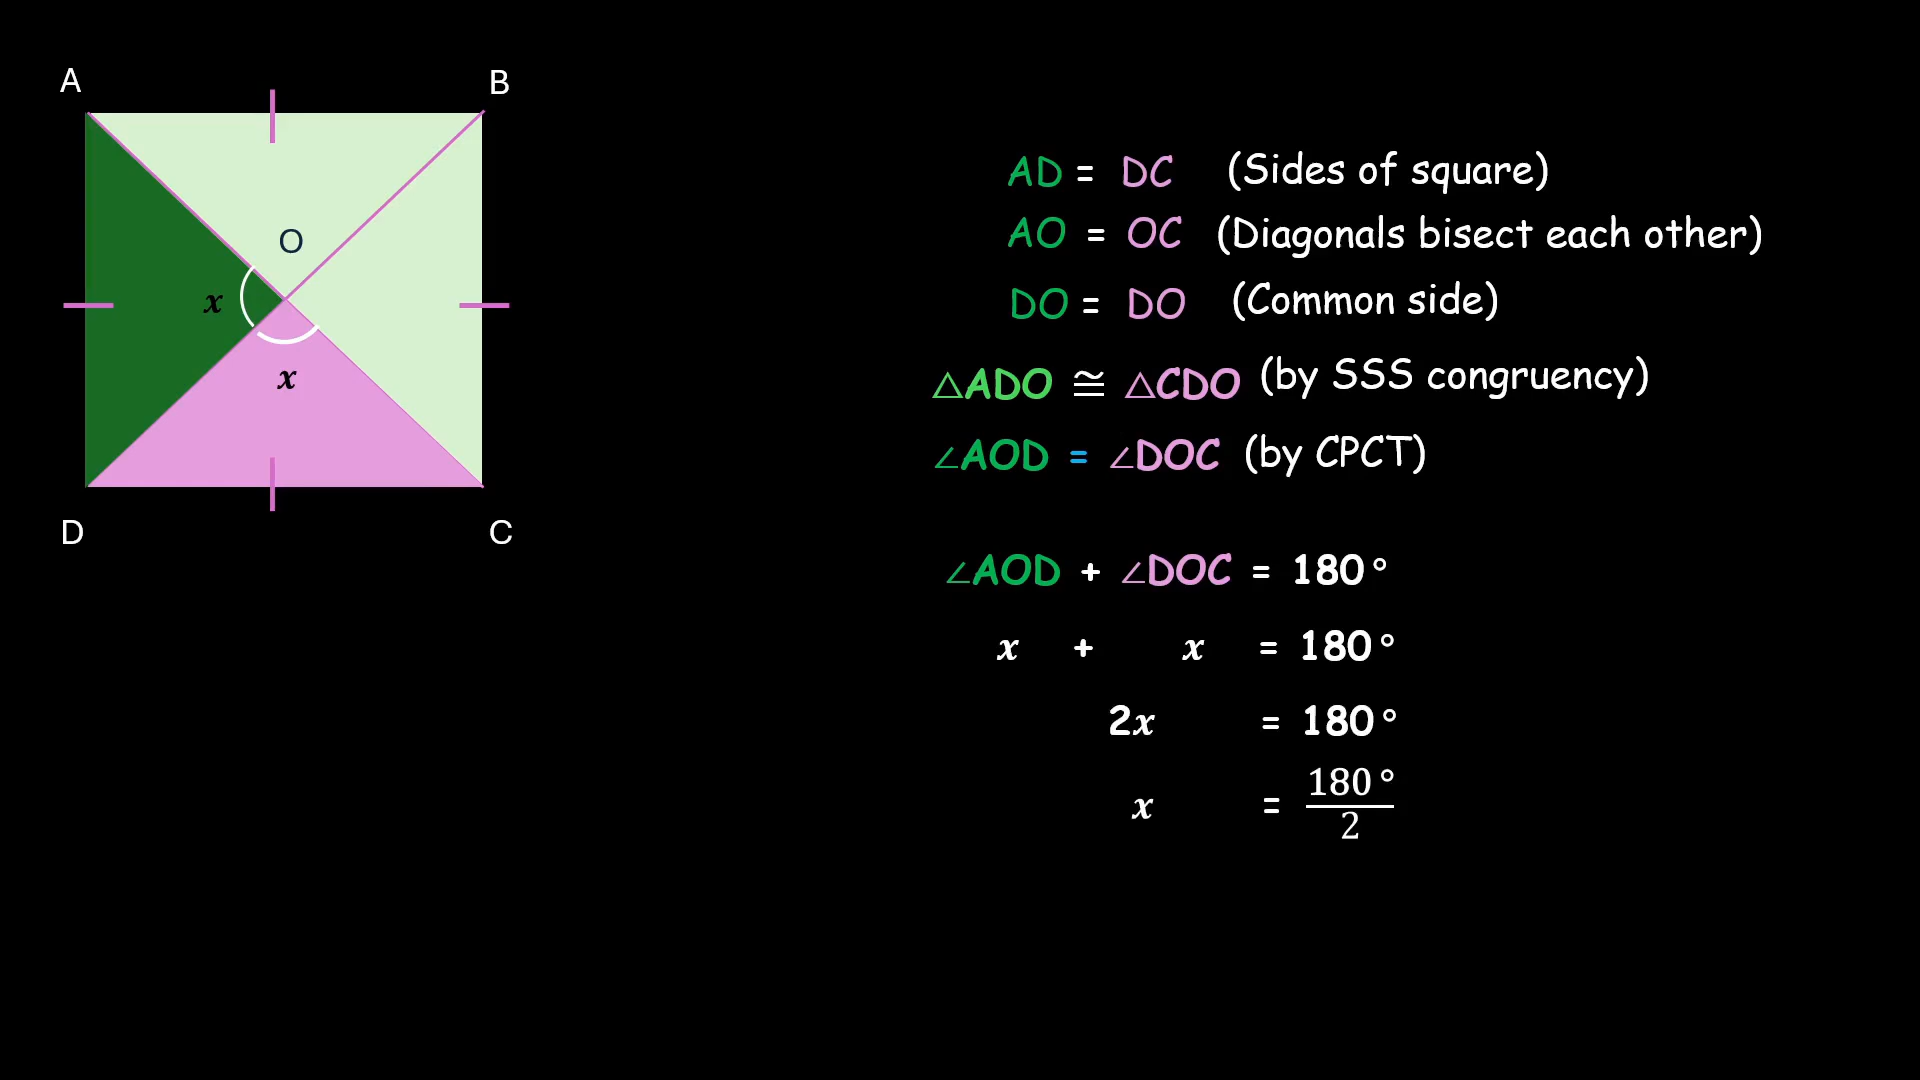 A B
O
x
x
D C
AD = DC (Sides of square)
AO = OC (Diagonals bisect each other)
DO = DO (Common side)
△ADO ≅ △CDO (by SSS congruency)
∠AOD = ∠DOC (by CPCT)
∠AOD + ∠DOC = 180°
x + x = 180°
2x = 180°
x = 180°/2